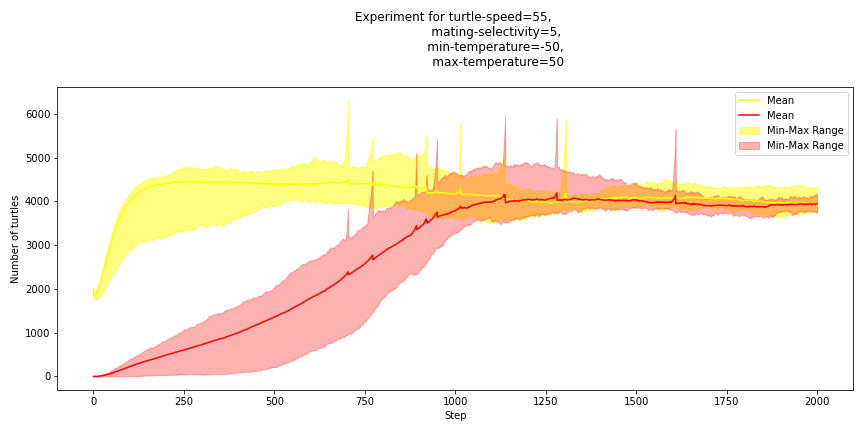 Experiment for turtle-speed=55,
mating-selectivity=5,
min-temperature=-50,
max-temperature=50
Mean
Mean
Min-Max Range
Min-Max Range
Number of turtles
6000
5000
4000
3000
2000
1000
0
0 250 500 750 1000 1250 1500 1750 2000
Step